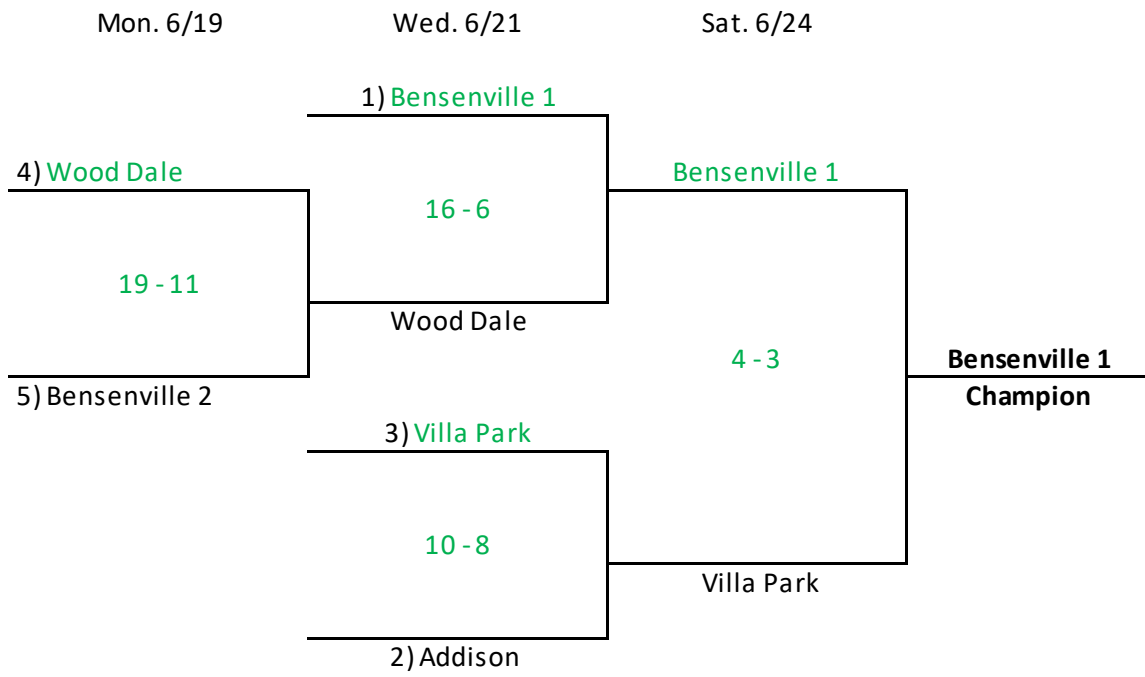 Mon. 6/19 Wed. 6/21 Sat. 6/24
1) Bensenville 1
4) Wood Dale
Bensenville 1
16 - 6
19 - 11
Wood Dale
4 - 3
Bensenville 1
Champion
5) Bensenville 2
3) Villa Park
10 - 8
Villa Park
2) Addison